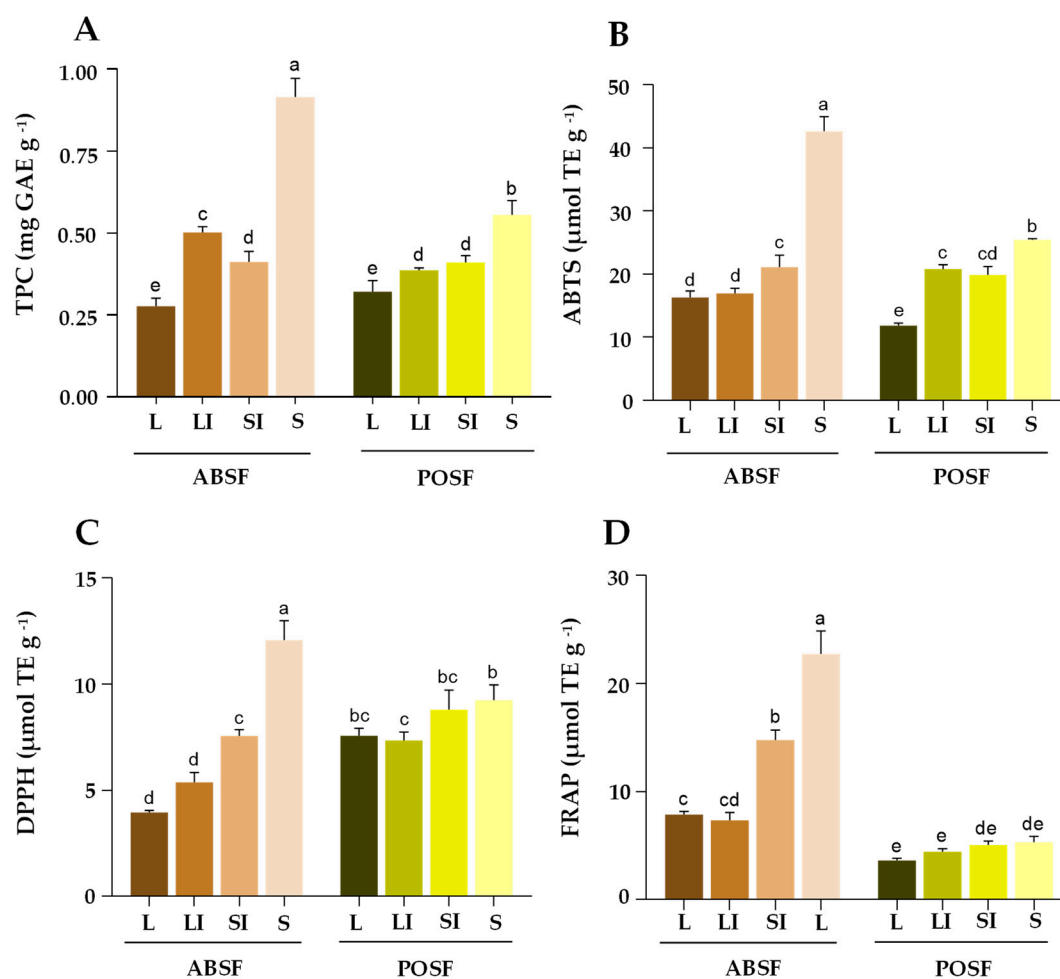 A
TPC (mg GAE g -1)
1.00
0.75
0.50
0.25
0.00
e
c
d
a
e
d
d
b
L LI SI S L LI SI S
ABSF POSF
B
ABTS (µmol TE g -1)
50
40
30
20
10
0
d
d
c
a
e
c
cd
b
L LI SI S L LI SI S
ABSF POSF
C
DPPH (µmol TE g -1)
15
10
5
0
d
d
c
a
bc
c
bc
b
L LI SI S L LI SI S
ABSF POSF
D
FRAP (µmol TE g -1)
30
20
10
0
c
cd
b
a
e
e
de
de
L LI SI L L LI SI S
ABSF POSF